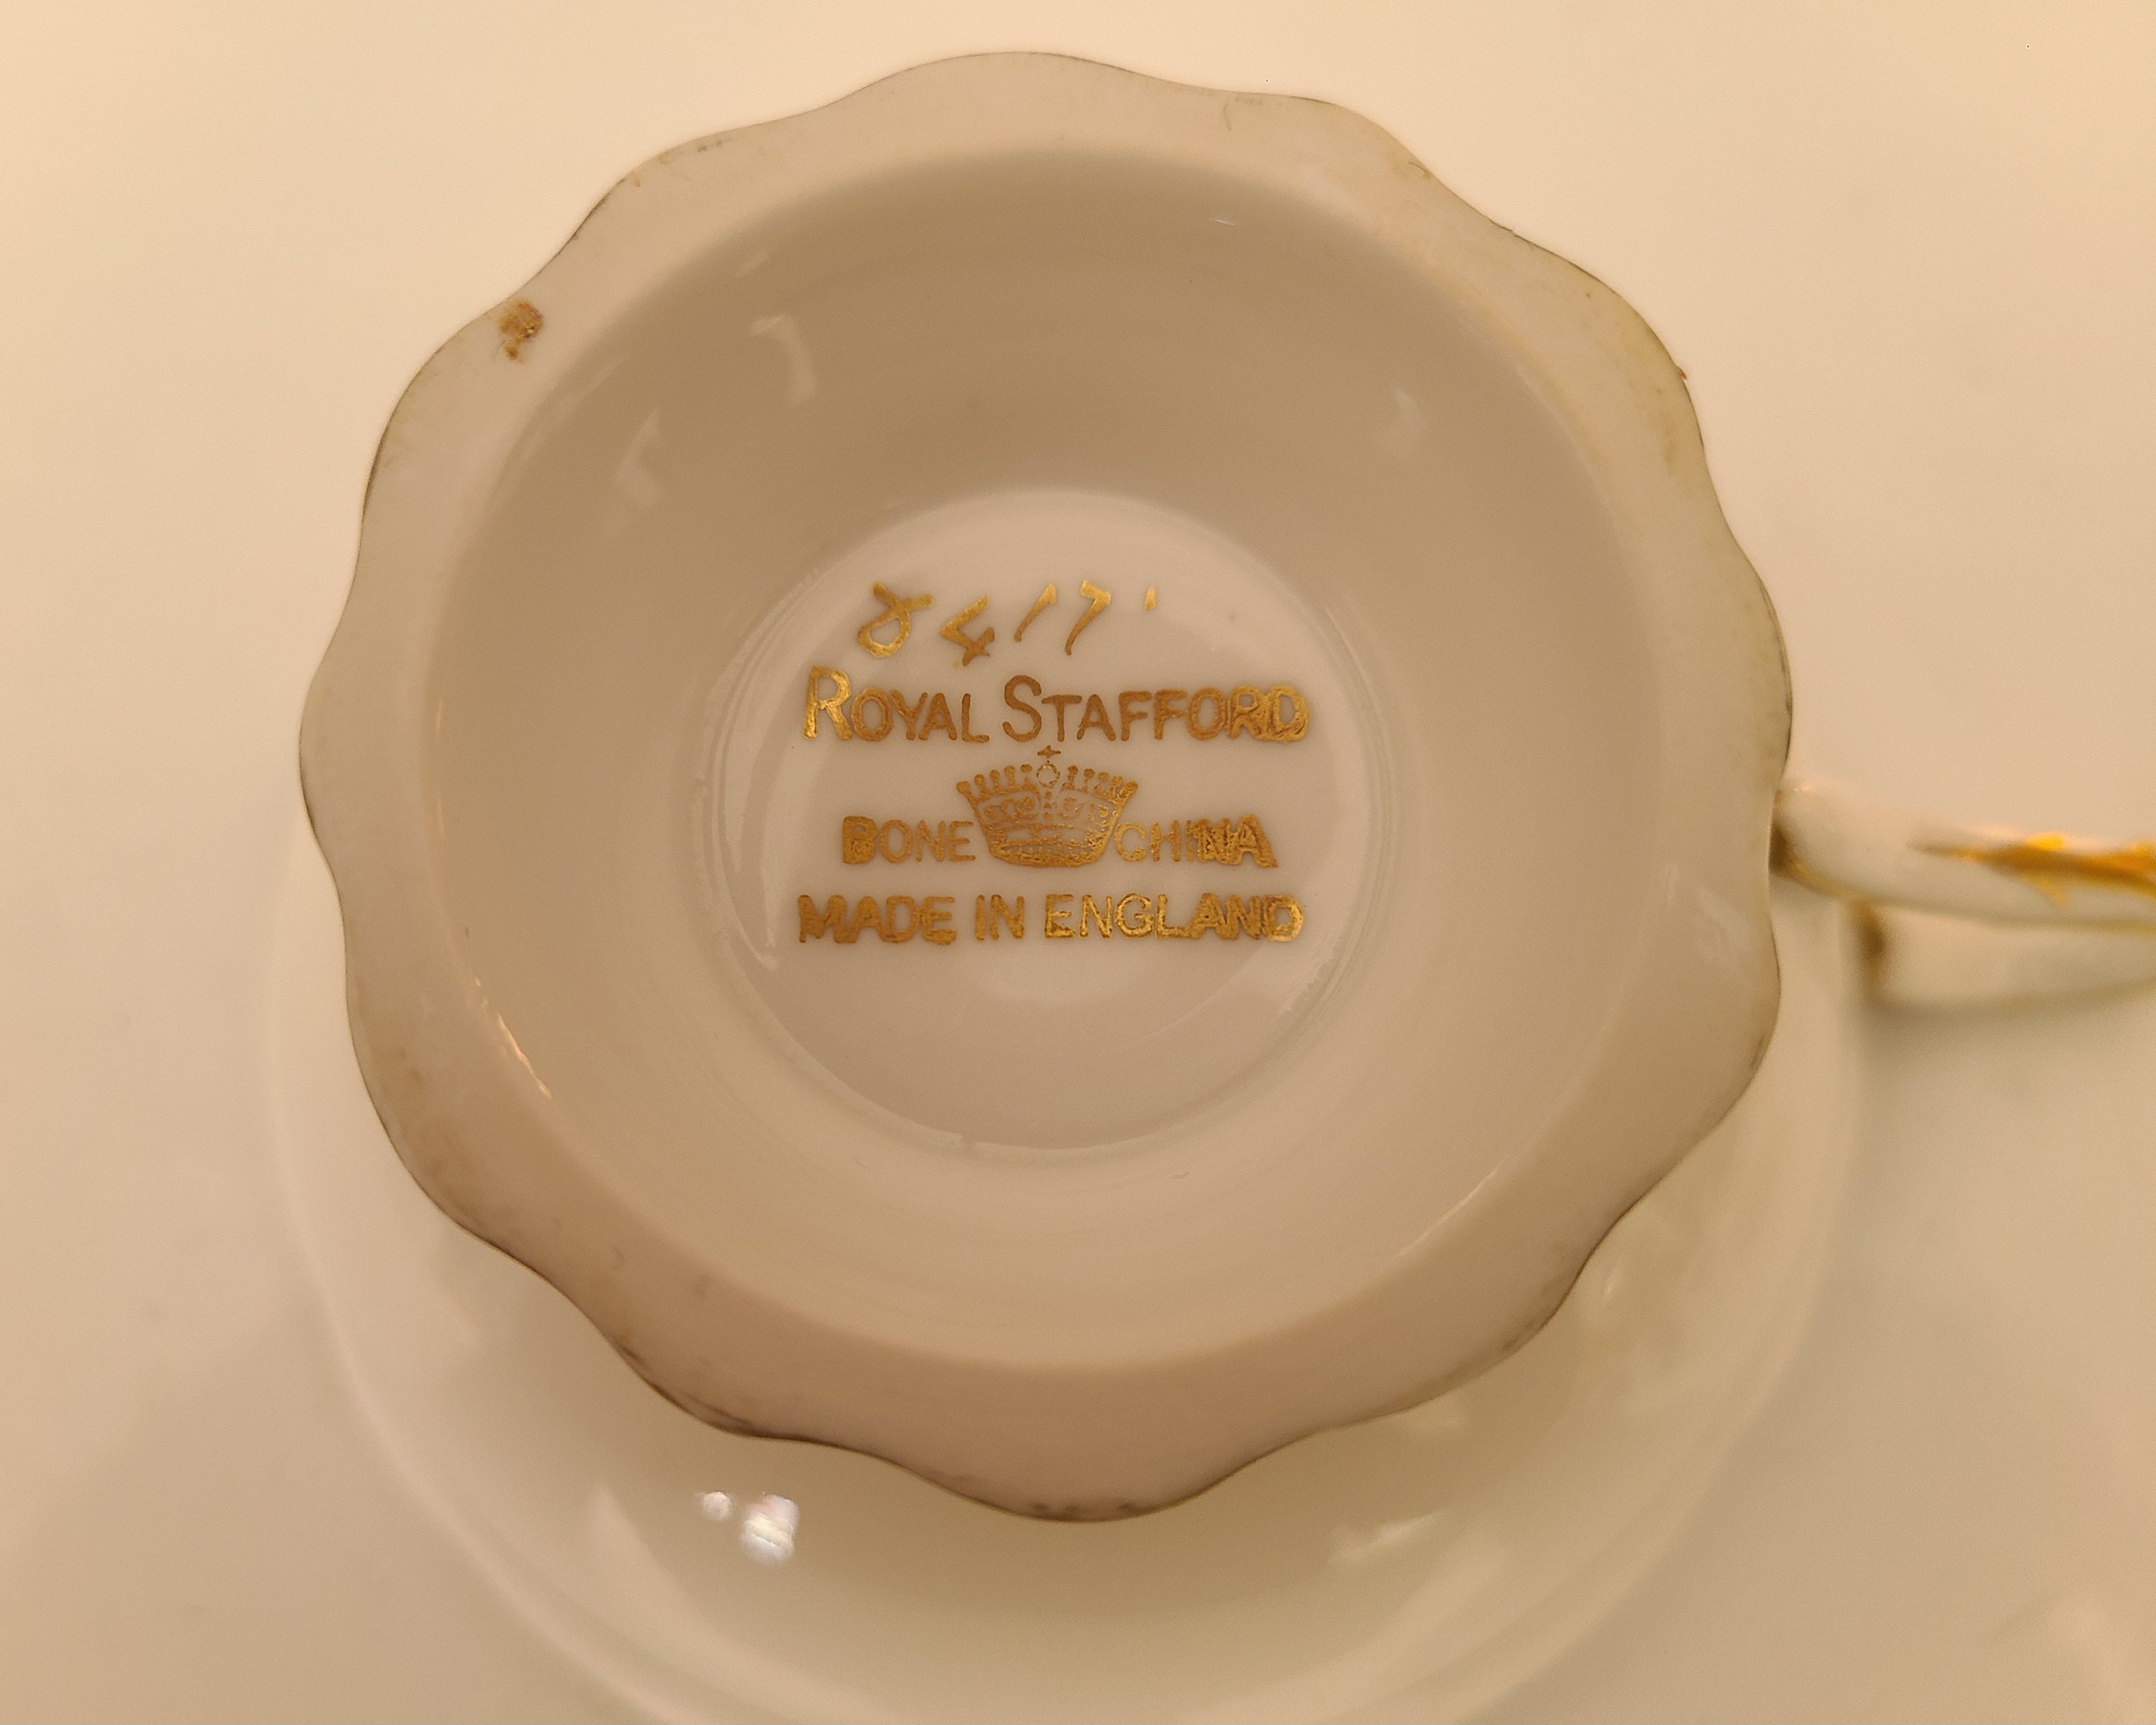 8417
ROYAL STAFFORD
BONE CHINA
MADE IN ENGLAND